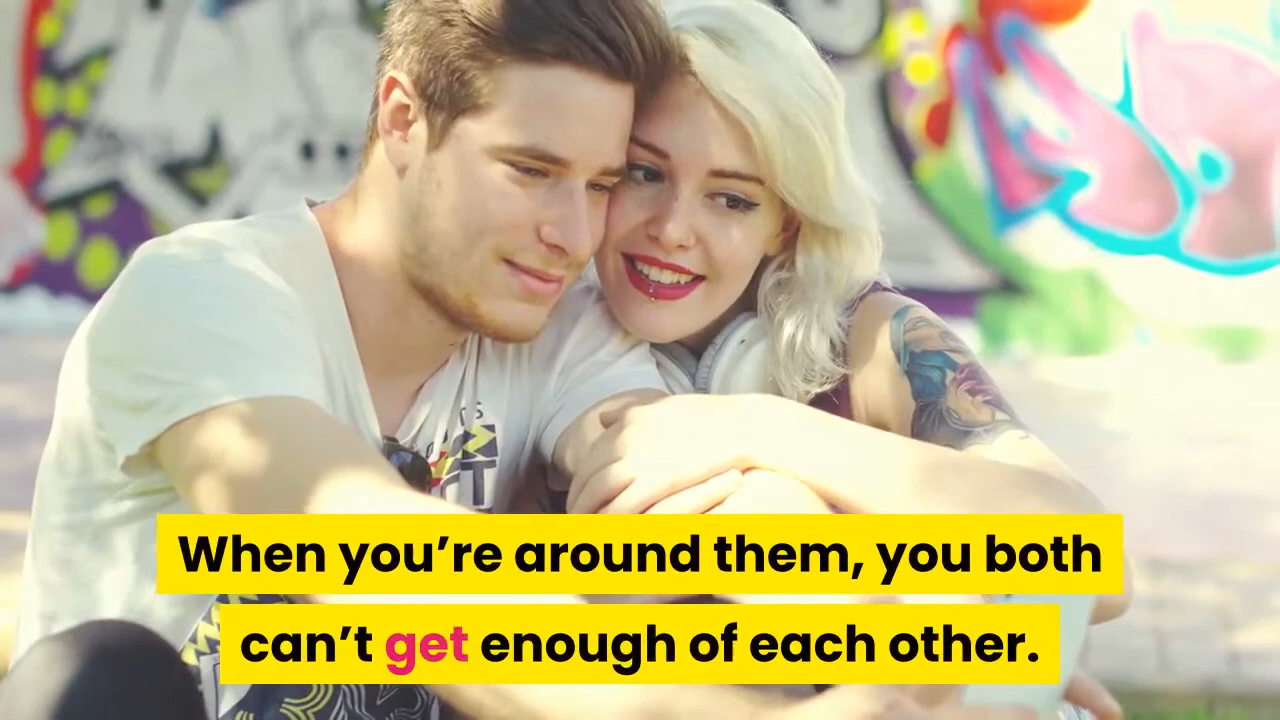 When you’re around them, you both
can’t get enough of each other.